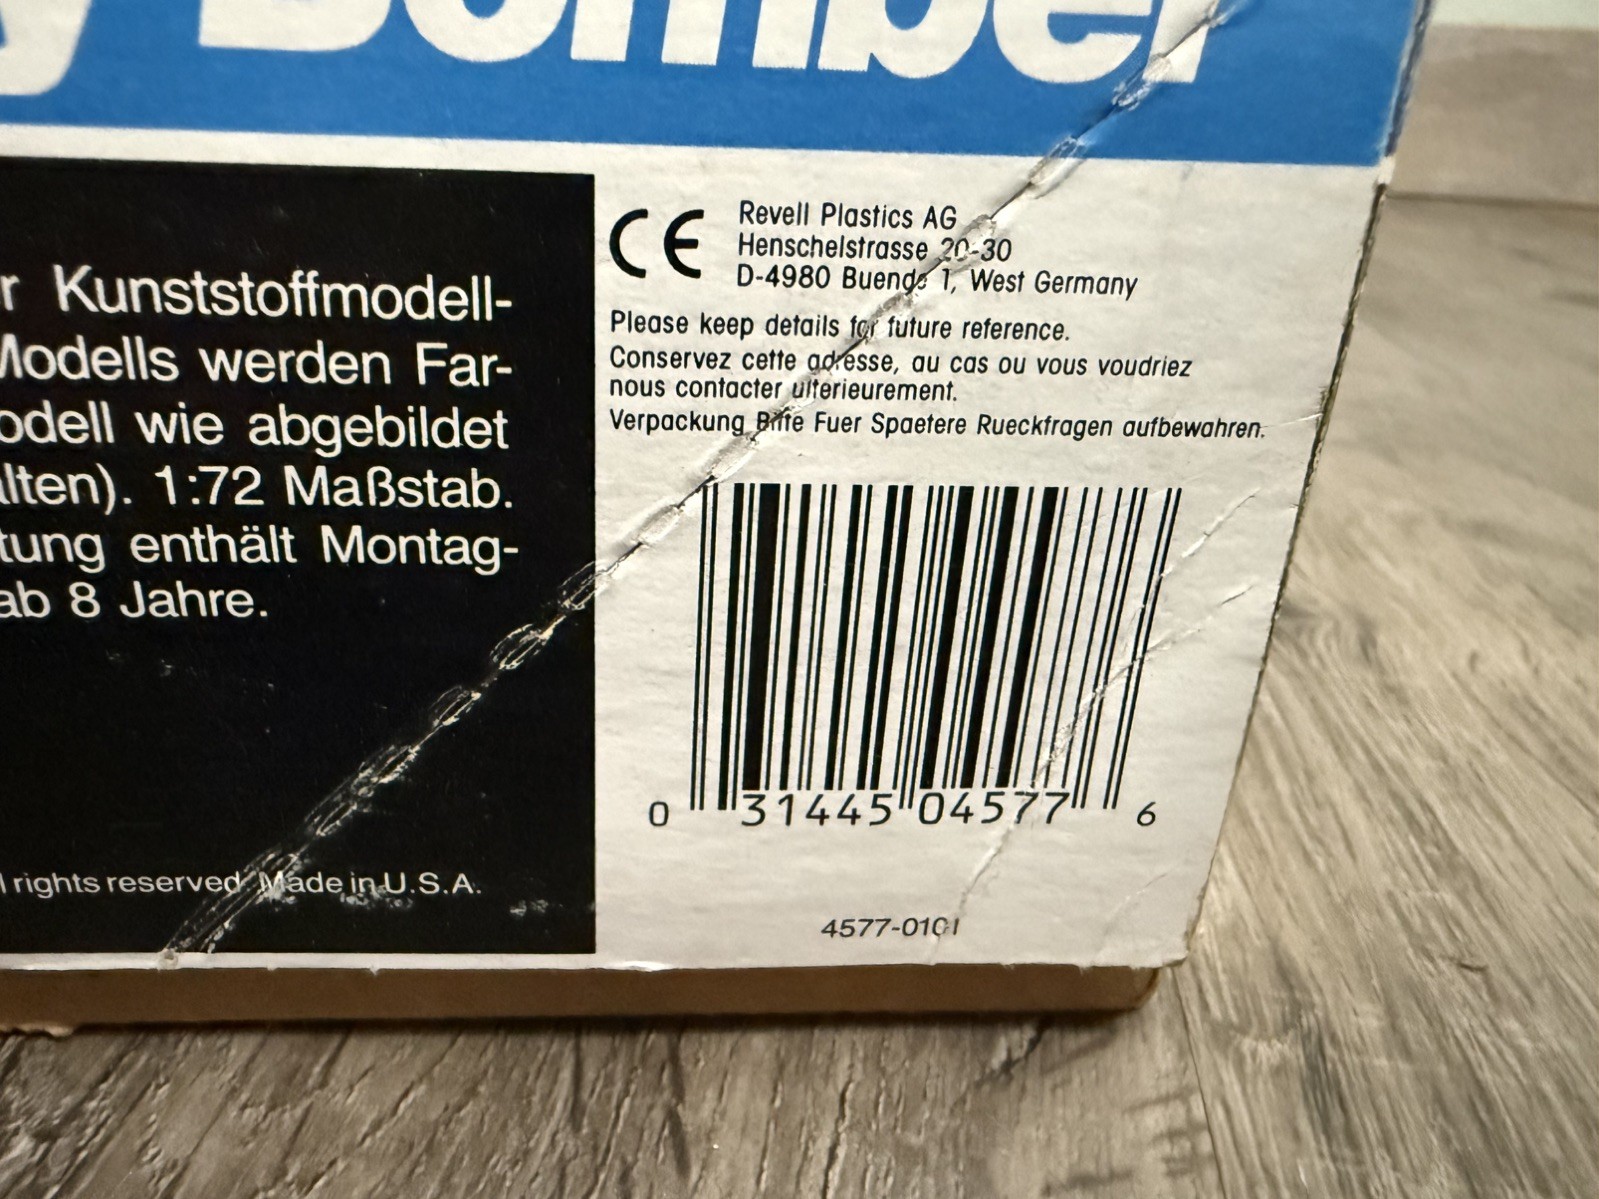 Bomber
r Kunststoffmodell-
Modells werden Far-
odell wie abgebildet
lten). 1:72 Maßstab.
tung enthält Montag-
ab 8 Jahre.
l rights reserved. Made in U.S.A.
CE
Revell Plastics AG
Henschelstrasse 20-30
D-4980 Buende 1, West Germany
Please keep details for future reference.
Conservez cette adresse, au cas ou vous voudriez
nous contacter ulterieurement.
Verpackung Bitte Fuer Spaetere Rueckfragen aufbewahren.
0 31445 04577 6
4577-0101